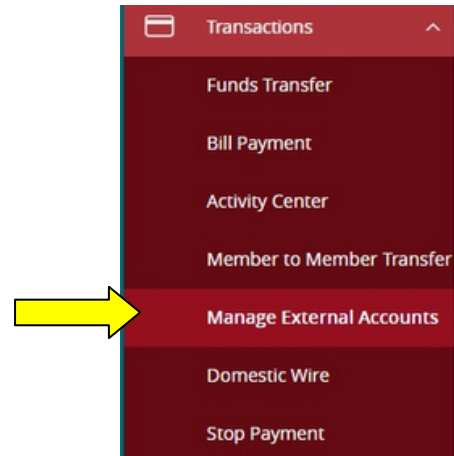 Transactions
Funds Transfer
Bill Payment
Activity Center
Member to Member Transfer
Manage External Accounts
Domestic Wire
Stop Payment